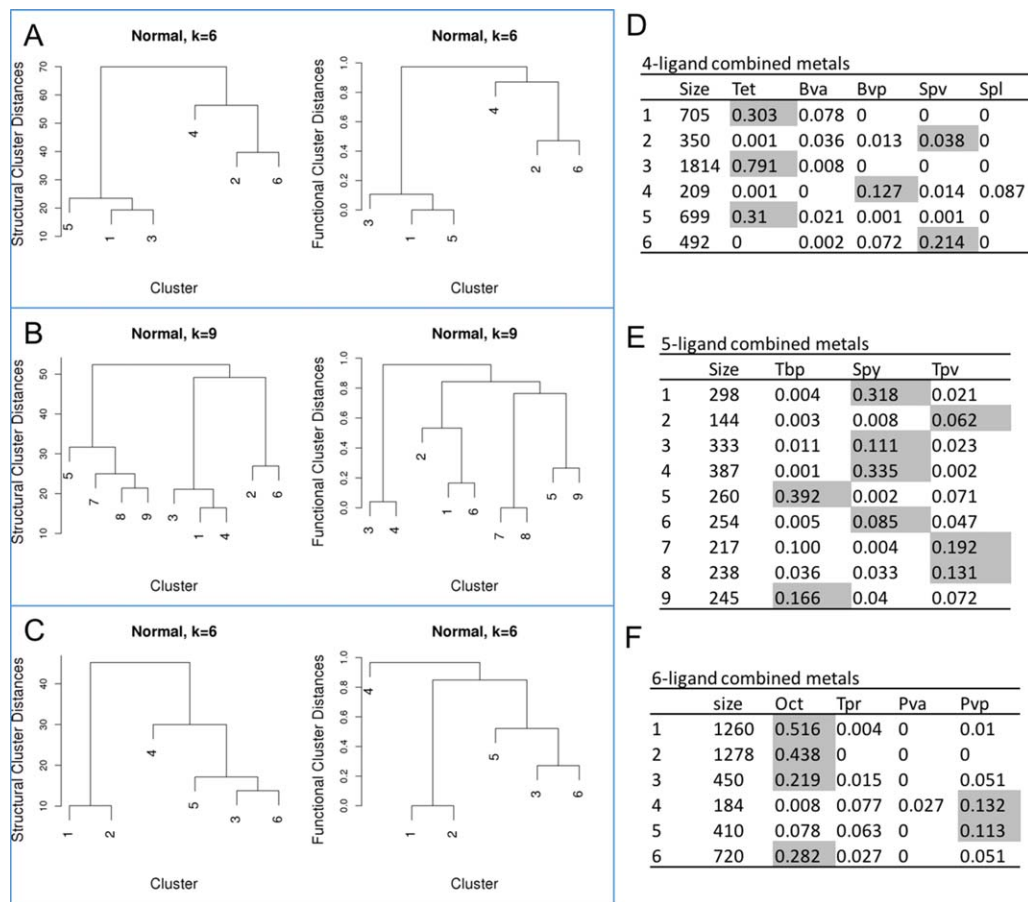 A
Normal, k=6
Structural Cluster Distances
10 20 30 40 50 60 70
5
1
3
4
2
6
Cluster
Normal, k=6
Functional Cluster Distances
0.0 0.2 0.4 0.6 0.8 1.0
3
1
5
4
2
6
Cluster
B
Normal, k=9
Structural Cluster Distances
10 20 30 40 50
5
7
8
9
3
1
4
2
6
Cluster
Normal, k=9
Functional Cluster Distances
0.0 0.2 0.4 0.6 0.8 1.0
3
4
2
1
6
7
8
5
9
Cluster
C
Normal, k=6
Structural Cluster Distances
10 20 30 40
1
2
4
5
3
6
Cluster
Normal, k=6
Functional Cluster Distances
0.0 0.2 0.4 0.6 0.8 1.0
4
1
2
5
3
6
Cluster
D
4-ligand combined metals
Size Tet Bva Bvp Spv Spl
1 705 0.303 0.078 0 0 0
2 350 0.001 0.036 0.013 0.038 0
3 1814 0.791 0.008 0 0 0
4 209 0.001 0 0.127 0.014 0.087
5 699 0.31 0.021 0.001 0.001 0
6 492 0 0.002 0.072 0.214 0
E
5-ligand combined metals
Size Tbp Spy Tpv
1 298 0.004 0.318 0.021
2 144 0.003 0.008 0.062
3 333 0.011 0.111 0.023
4 387 0.001 0.335 0.002
5 260 0.392 0.002 0.071
6 254 0.005 0.085 0.047
7 217 0.100 0.004 0.192
8 238 0.036 0.033 0.131
9 245 0.166 0.04 0.072
F
6-ligand combined metals
size Oct Tpr Pva Pvp
1 1260 0.516 0.004 0 0.01
2 1278 0.438 0 0 0
3 450 0.219 0.015 0 0.051
4 184 0.008 0.077 0.027 0.132
5 410 0.078 0.063 0 0.113
6 720 0.282 0.027 0 0.051